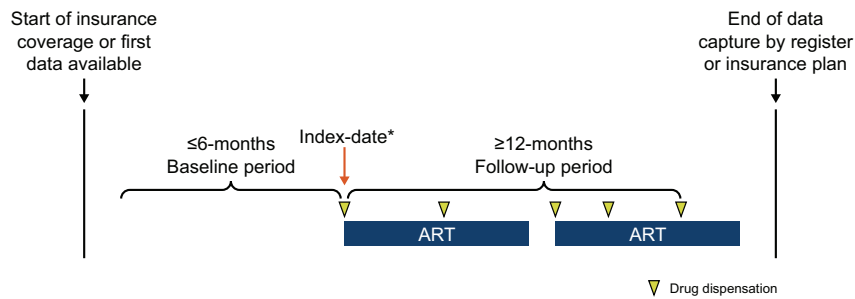 Start of insurance
coverage or first
data available
End of data
capture by register
or insurance plan
≤6-months
Baseline period
Index-date*
≥12-months
Follow-up period
ART
ART
Drug dispensation